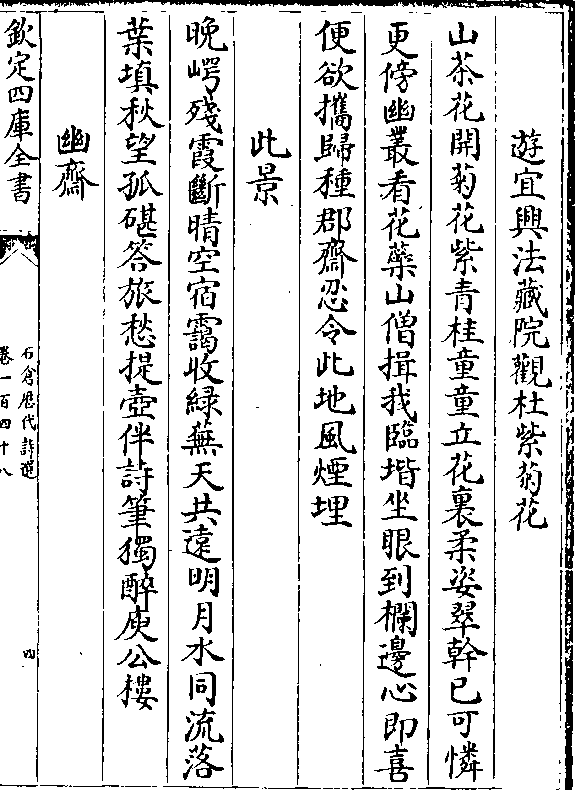 遊宜興法藏院觀杜紫菊花
山茶花開菊花紫青桂童童立花裏柔姿翠幹已可憐
更傍幽叢看花蘂山僧揖我臨堦坐眼到欄邊心即喜
便欲攜歸種郡齋忍令此地風煙埋
此景
晚崿殘霞斷晴空宿靄收綠蕪天共遠明月水同流落
葉填秋望孤碪答旅愁提壺伴詩筆獨醉庾公樓
幽齋
欽定四庫全書
石倉歷代詩選
卷一百四十八
四